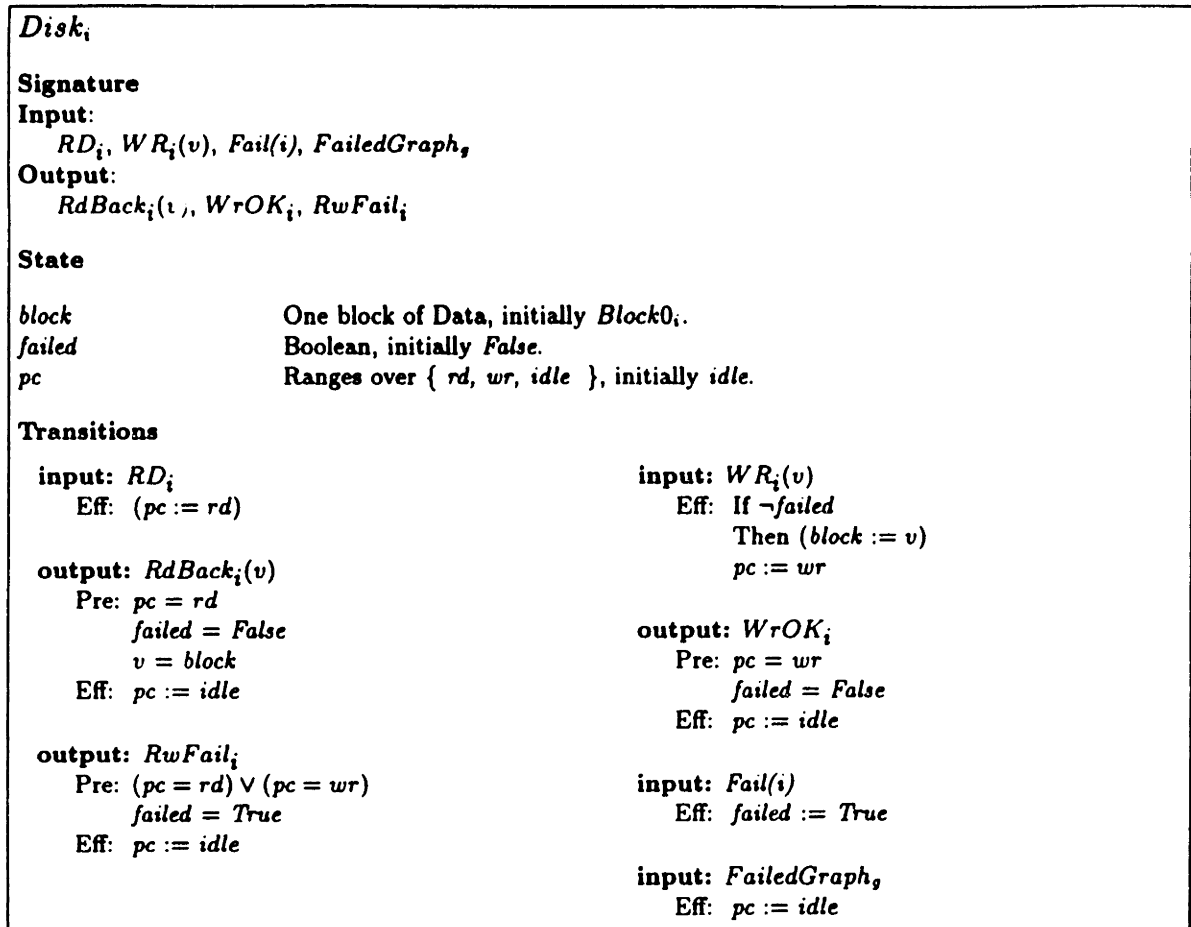 Disk_i
Signature
Input:
RD_i, WR_i(v), Fail(i), FailedGraph_g
Output:
RdBack_i( ), WrOK_i, RwFail_i
State
block One block of Data, initially Block0_i.
failed Boolean, initially False.
pc Ranges over { rd, wr, idle }, initially idle.
Transitions
input: RD_i
Eff: (pc := rd)
output: RdBack_i(v)
Pre: pc = rd
failed = False
v = block
Eff: pc := idle
output: RwFail_i
Pre: (pc = rd) ∨ (pc = wr)
failed = True
Eff: pc := idle
input: WR_i(v)
Eff: If ¬failed
Then (block := v)
pc := wr
output: WrOK_i
Pre: pc = wr
failed = False
Eff: pc := idle
input: Fail(i)
Eff: failed := True
input: FailedGraph_g
Eff: pc := idle